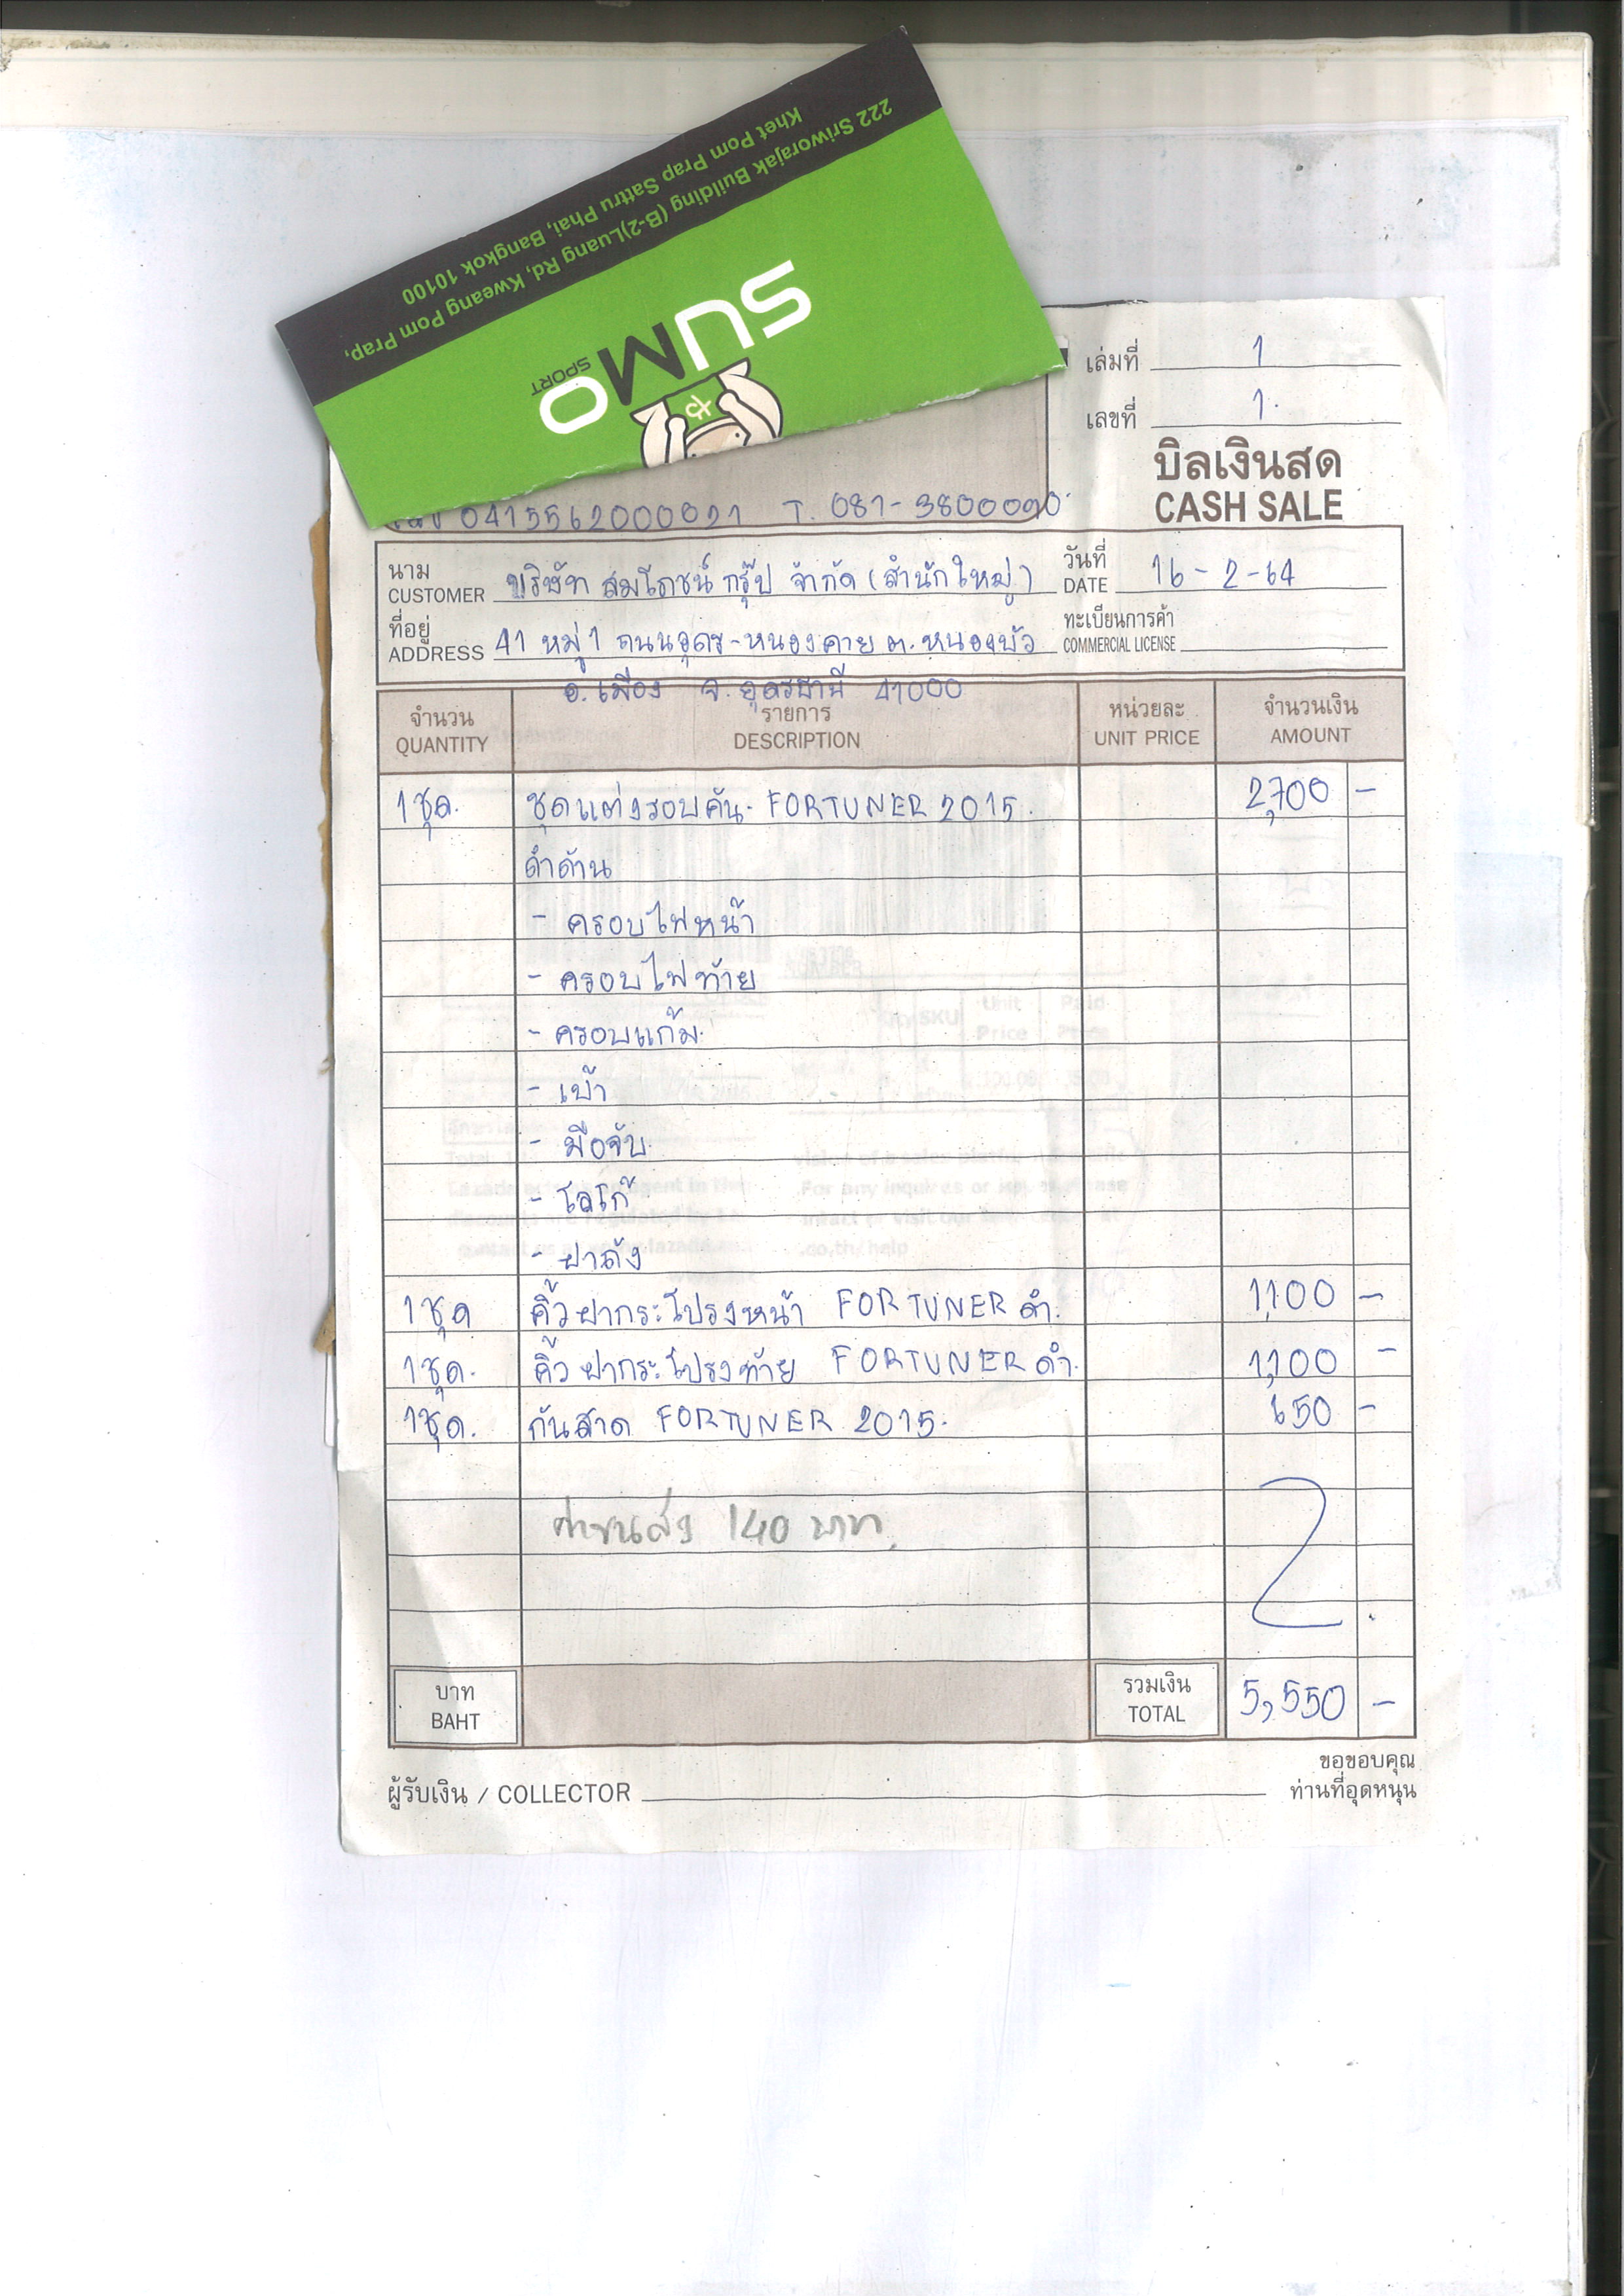 222 Sriworajak Building (B-2)Luang Rd, Kweang Pom Prap,
Khet Pom Prap Sattru Phai, Bangkok 10100
SUMO
SPORT
เล่มที่ 1
เลขที่ 1.
บิลเงินสด
CASH SALE
0415562000021 T. 081-3800090
นาม
CUSTOMER บริษัท สมโภชน์ กรุ๊ป จำกัด (สำนักใหญ่)
วันที่
DATE 16-2-64
ที่อยู่
ADDRESS 41 หมู่ 1 ถนนอุดร-หนองคาย ต.หนองบัว
ทะเบียนการค้า
COMMERCIAL LICENSE
อ.เมือง จ.อุดรธานี 41000
จำนวน รายการ หน่วยละ จำนวนเงิน
QUANTITY DESCRIPTION UNIT PRICE AMOUNT
1 ชุด. ชุดแต่งรอบคัน. FORTUNER 2015. 2,700 -
ดำด้าน
- ครอบไฟหน้า
- ครอบไฟท้าย
- ครอบแก้ม.
- เบ้า
- มือจับ.
- โลโก้
- ฝาถัง
1 ชุด คิ้วฝากระโปรงหน้า FORTUNER ดำ. 1,100 -
1 ชุด. คิ้วฝากระโปรงท้าย FORTUNER ดำ. 1,100 -
1 ชุด. กันสาด FORTUNER 2015. 650 -
ค่าขนส่ง 140 บาท
บาท
BAHT
รวมเงิน
TOTAL 5,550 -
ผู้รับเงิน / COLLECTOR
ขอขอบคุณ
ท่านที่อุดหนุน